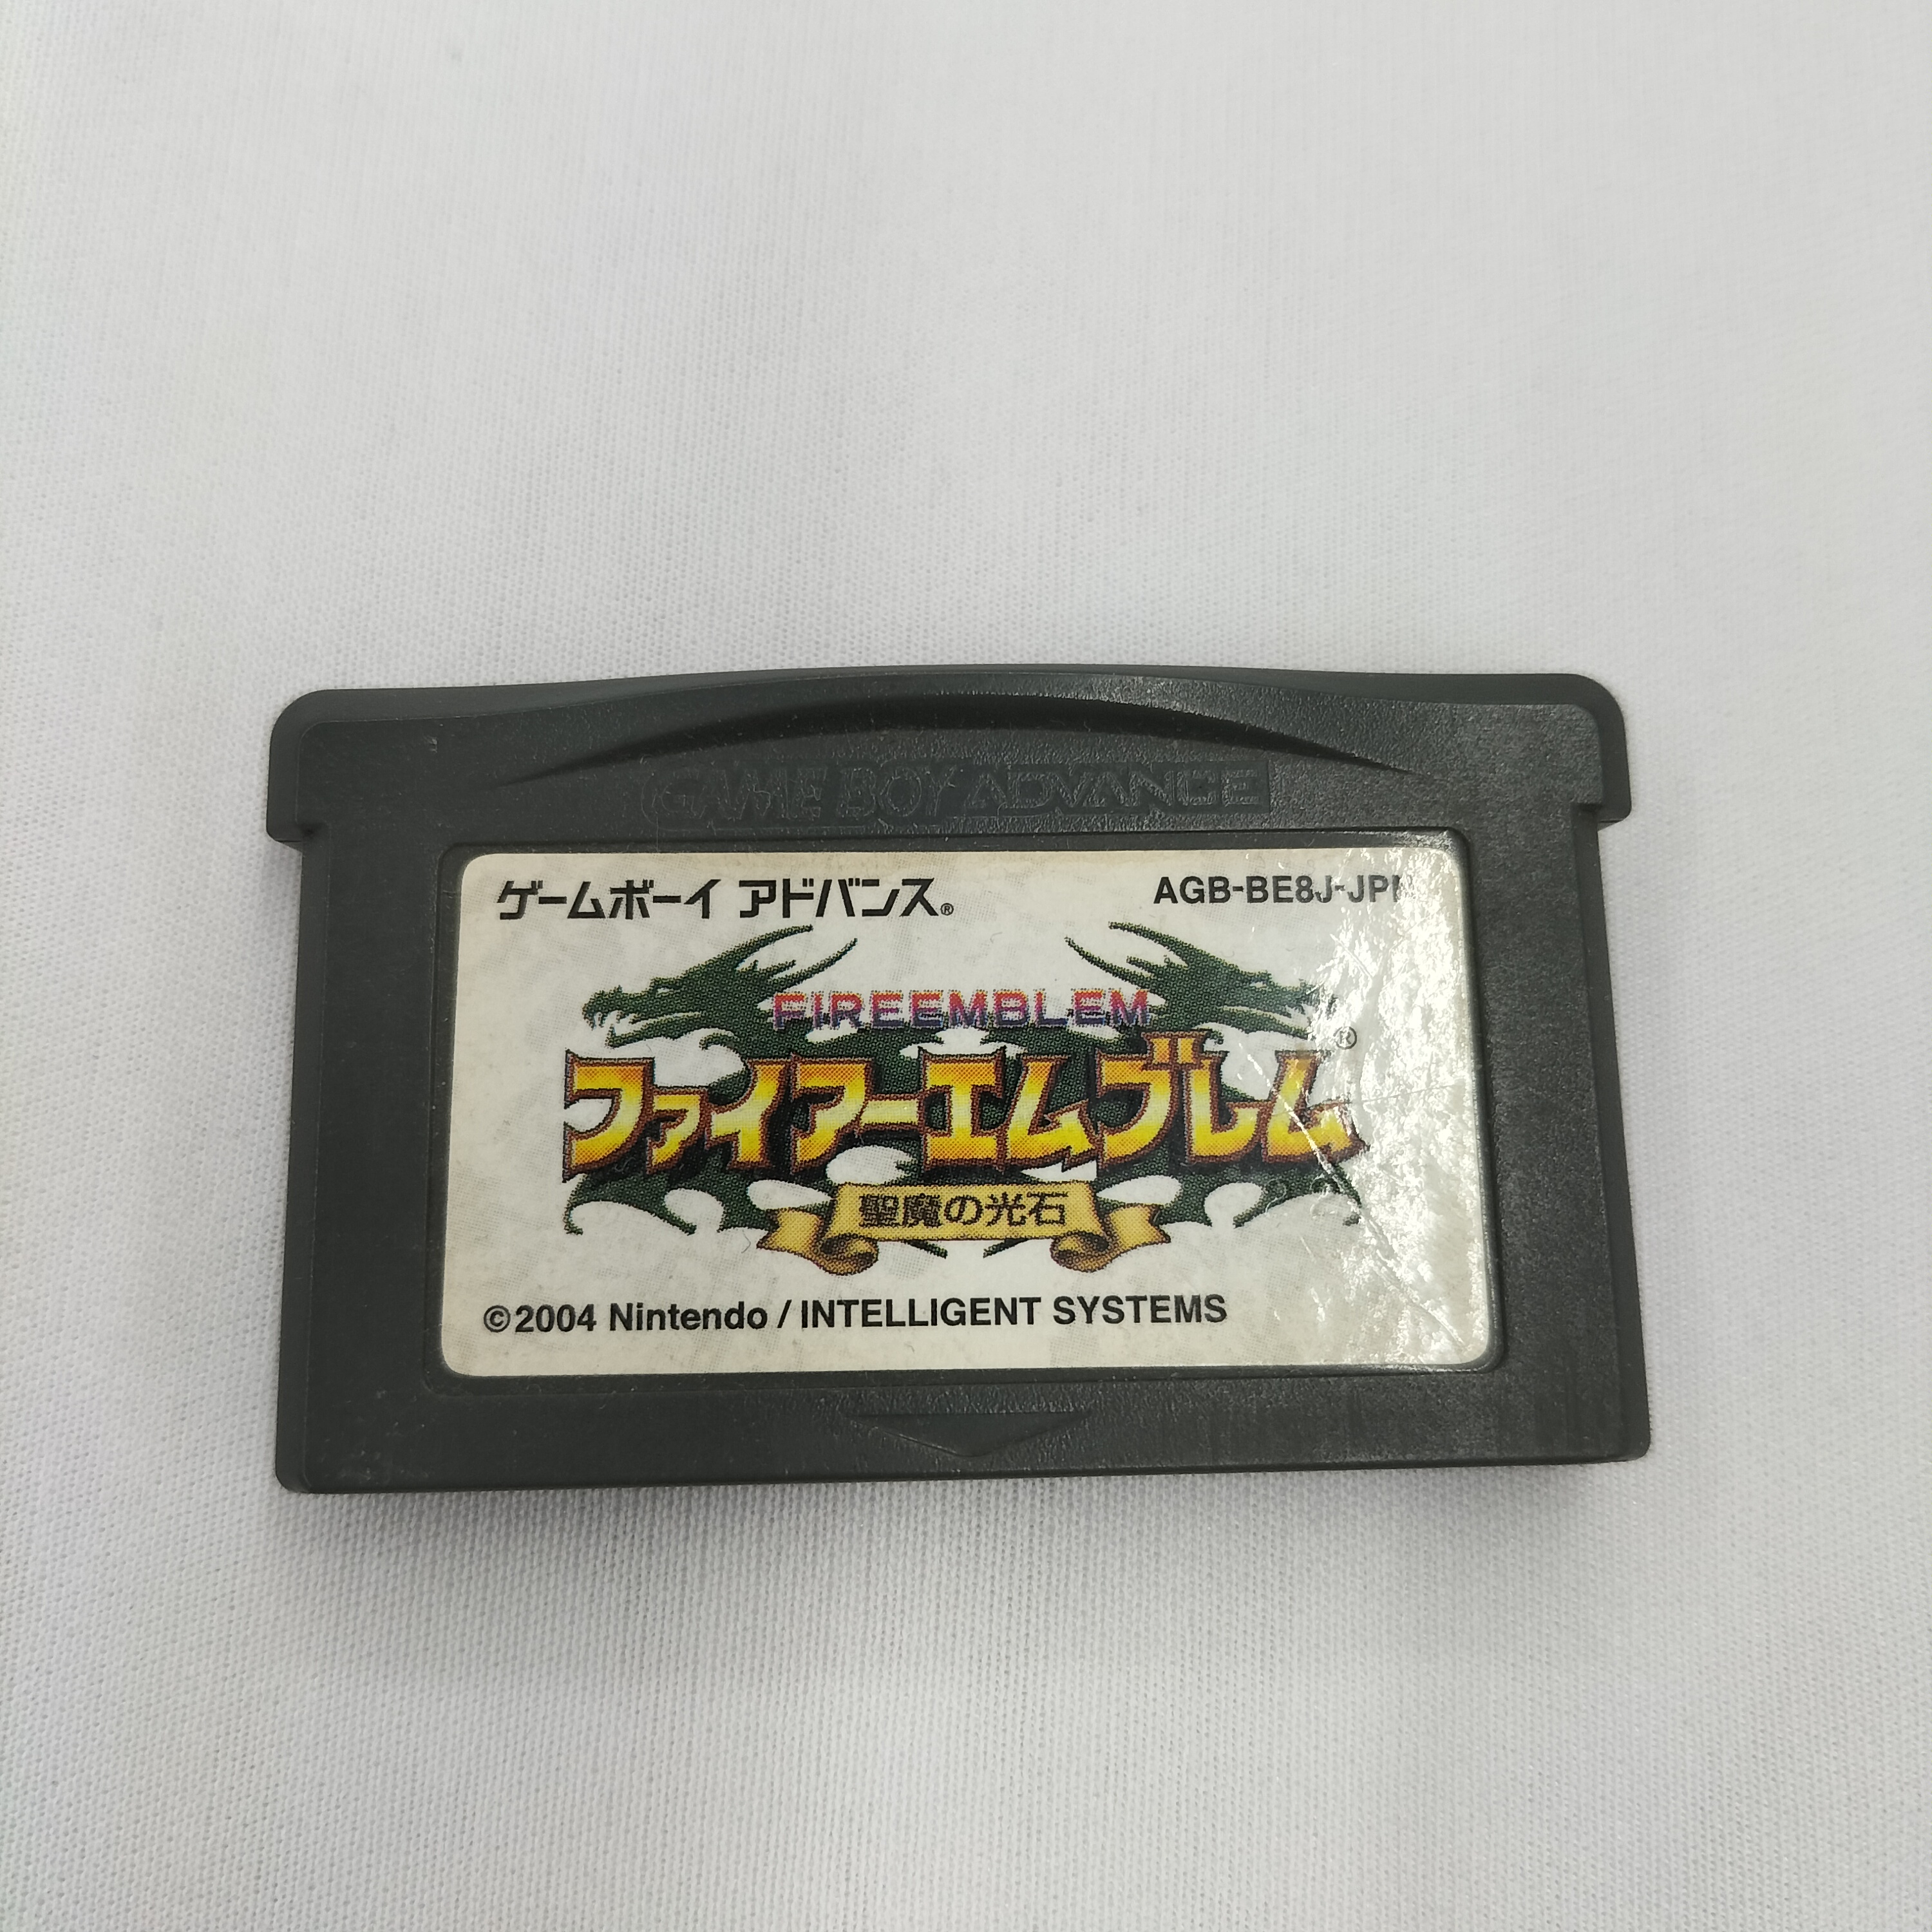 GAME BOY ADVANCE
ゲームボーイ アドバンス®
AGB-BE8J-JPN
FIREEMBLEM
ファイアーエムブレム®
聖魔の光石
©2004 Nintendo / INTELLIGENT SYSTEMS